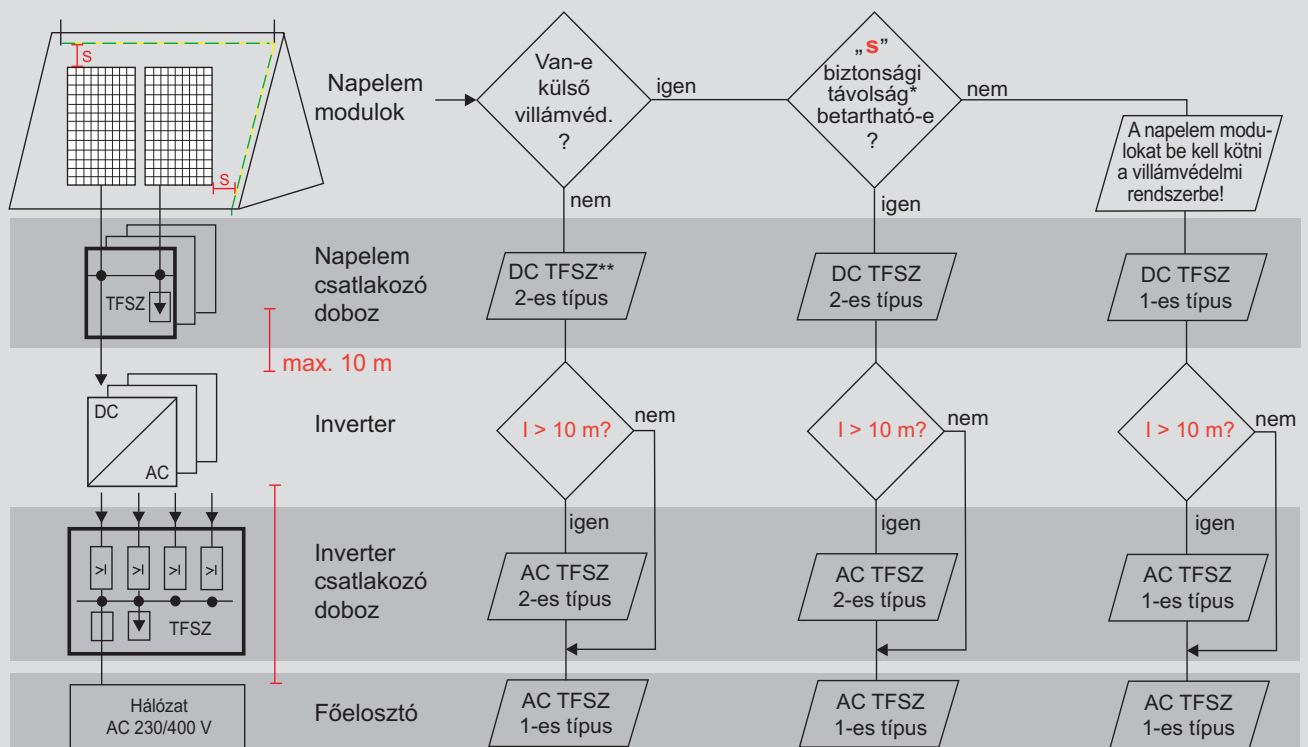 S
S
Napelem
modulok
Van-e
külső
villámvéd.
?
igen
nem
„s”
biztonsági
távolság*
betartható-e
?
nem
igen
A napelem modu-
lokat be kell kötni
a villámvédelmi
rendszerbe!
TFSZ
Napelem
csatlakozó
doboz
DC TFSZ**
2-es típus
DC TFSZ
2-es típus
DC TFSZ
1-es típus
max. 10 m
DC
AC
Inverter
l > 10 m?
nem
igen
l > 10 m?
nem
igen
l > 10 m?
nem
igen
>I
>I
>I
>I
TFSZ
Inverter
csatlakozó
doboz
AC TFSZ
2-es típus
AC TFSZ
2-es típus
AC TFSZ
1-es típus
Hálózat
AC 230/400 V
Főelosztó
AC TFSZ
1-es típus
AC TFSZ
1-es típus
AC TFSZ
1-es típus